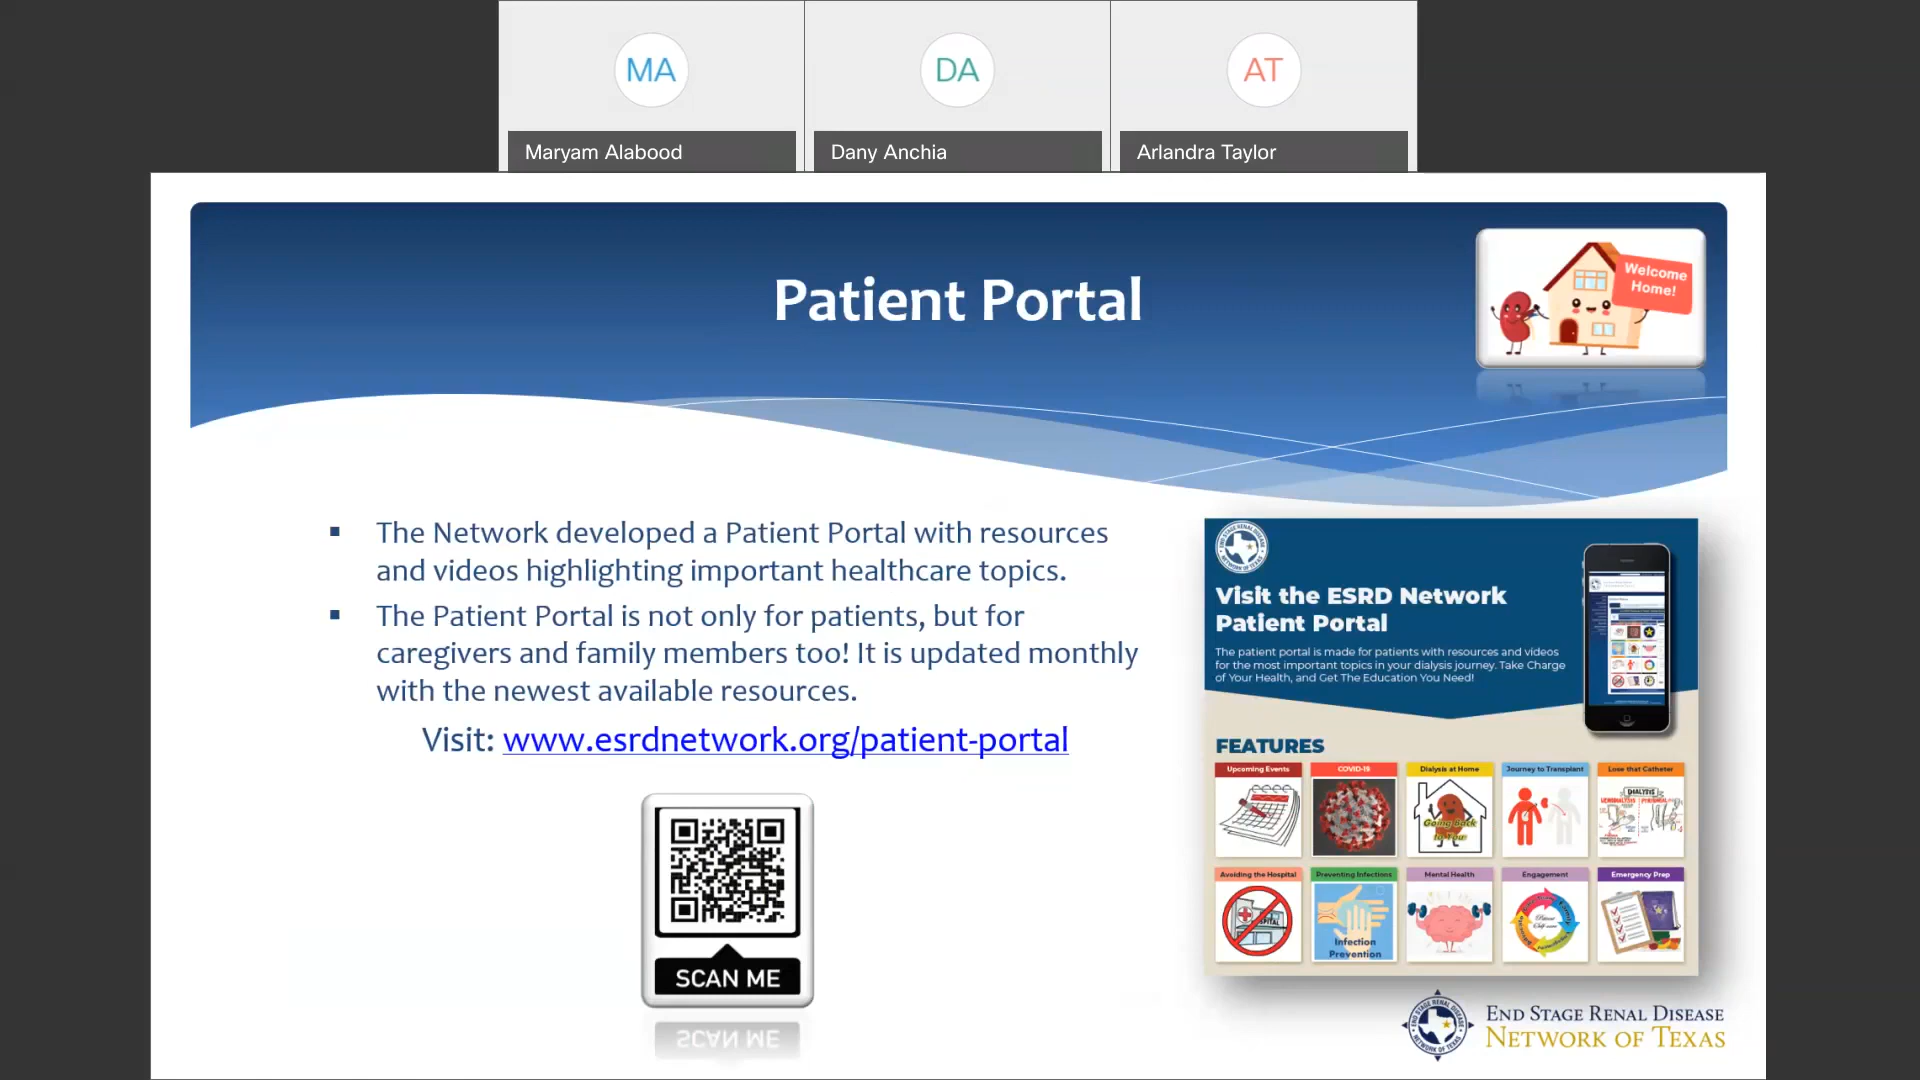 MA
DA
AT
Maryam Alabood
Dany Anchia
Arlandra Taylor
Patient Portal
Welcome
Home!
▪ The Network developed a Patient Portal with resources
and videos highlighting important healthcare topics.
▪ The Patient Portal is not only for patients, but for
caregivers and family members too! It is updated monthly
with the newest available resources.
Visit: www.esrdnetwork.org/patient-portal
SCAN ME
Visit the ESRD Network
Patient Portal
The patient portal is made for patients with resources and videos
for the most important topics in your dialysis journey. Take Charge
of Your Health, and Get The Education You Need!
FEATURES
Upcoming Events
COVID-19
Dialysis at Home
Journey to Transplant
Lose that Catheter
Going Back
to You
DIALYSIS
HEMODIALYSIS
PERITONEAL
Avoiding the Hospital
Preventing Infections
Mental Health
Engagement
Emergency Prep
Infection
Prevention
END STAGE RENAL DISEASE
NETWORK OF TEXAS